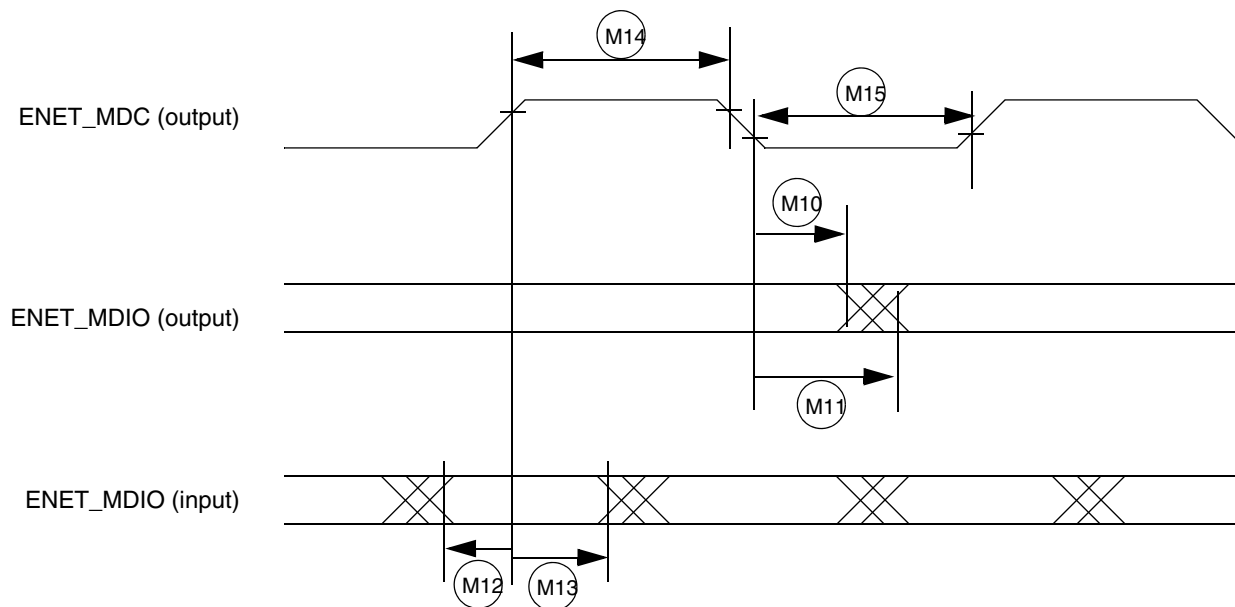 M14
ENET_MDC (output)
M15
M10
ENET_MDIO (output)
M11
ENET_MDIO (input)
M12
M13